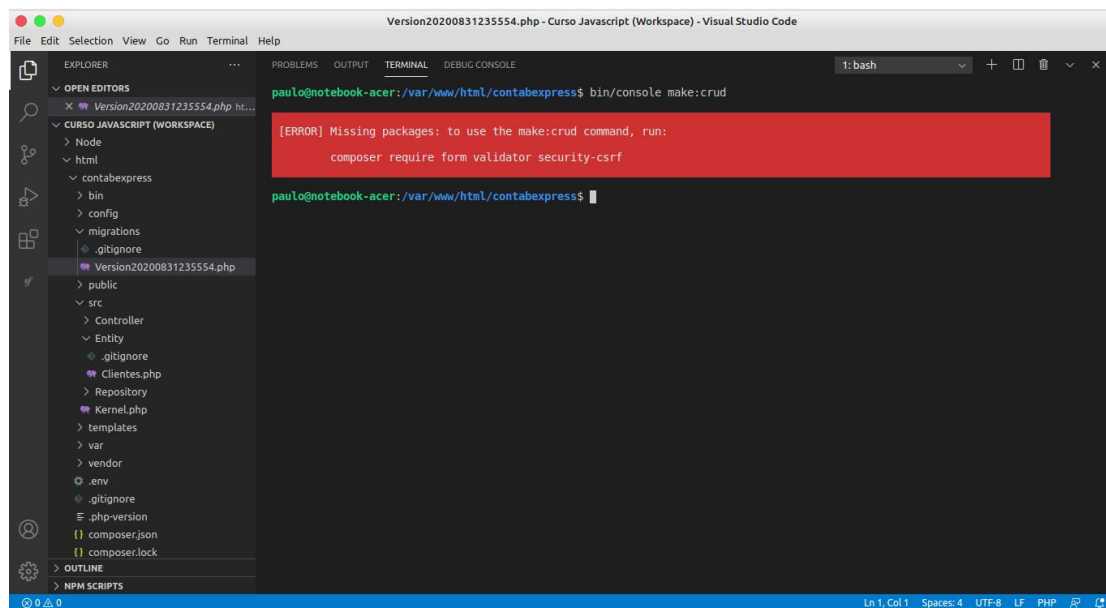 Version20200831235554.php - Curso Javascript (Workspace) - Visual Studio Code
File Edit Selection View Go Run Terminal Help
EXPLORER ...
OPEN EDITORS
Version20200831235554.php ht...
CURSO JAVASCRIPT (WORKSPACE)
Node
html
contabexpress
bin
config
migrations
.gitignore
Version20200831235554.php
public
src
Controller
Entity
.gitignore
Clientes.php
Repository
Kernel.php
templates
var
vendor
.env
.gitignore
.php-version
{} composer.json
{} composer.lock
OUTLINE
NPM SCRIPTS
PROBLEMS OUTPUT TERMINAL DEBUG CONSOLE 1: bash
paulo@notebook-acer:/var/www/html/contabexpress$ bin/console make:crud
[ERROR] Missing packages: to use the make:crud command, run:
composer require form validator security-csrf
paulo@notebook-acer:/var/www/html/contabexpress$
0 0 Ln 1, Col 1 Spaces: 4 UTF-8 LF PHP